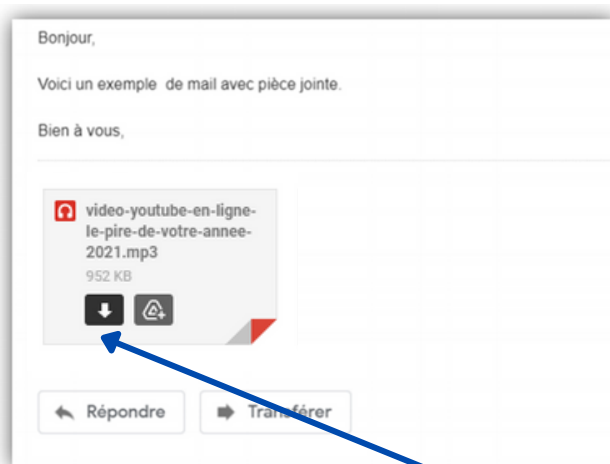 Bonjour,
Voici un exemple de mail avec pièce jointe.
Bien à vous,
video-youtube-en-ligne-
le-pire-de-votre-annee-
2021.mp3
952 KB
Répondre
Transférer